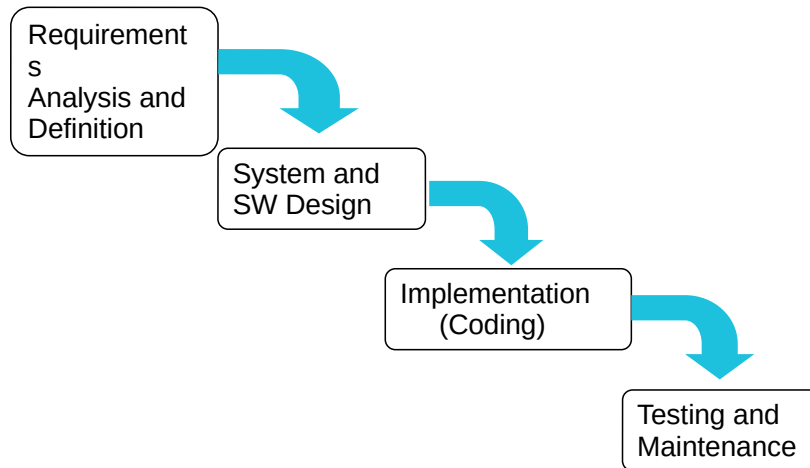 Requirement
s
Analysis and
Definition
System and
SW Design
Implementation
(Coding)
Testing and
Maintenance